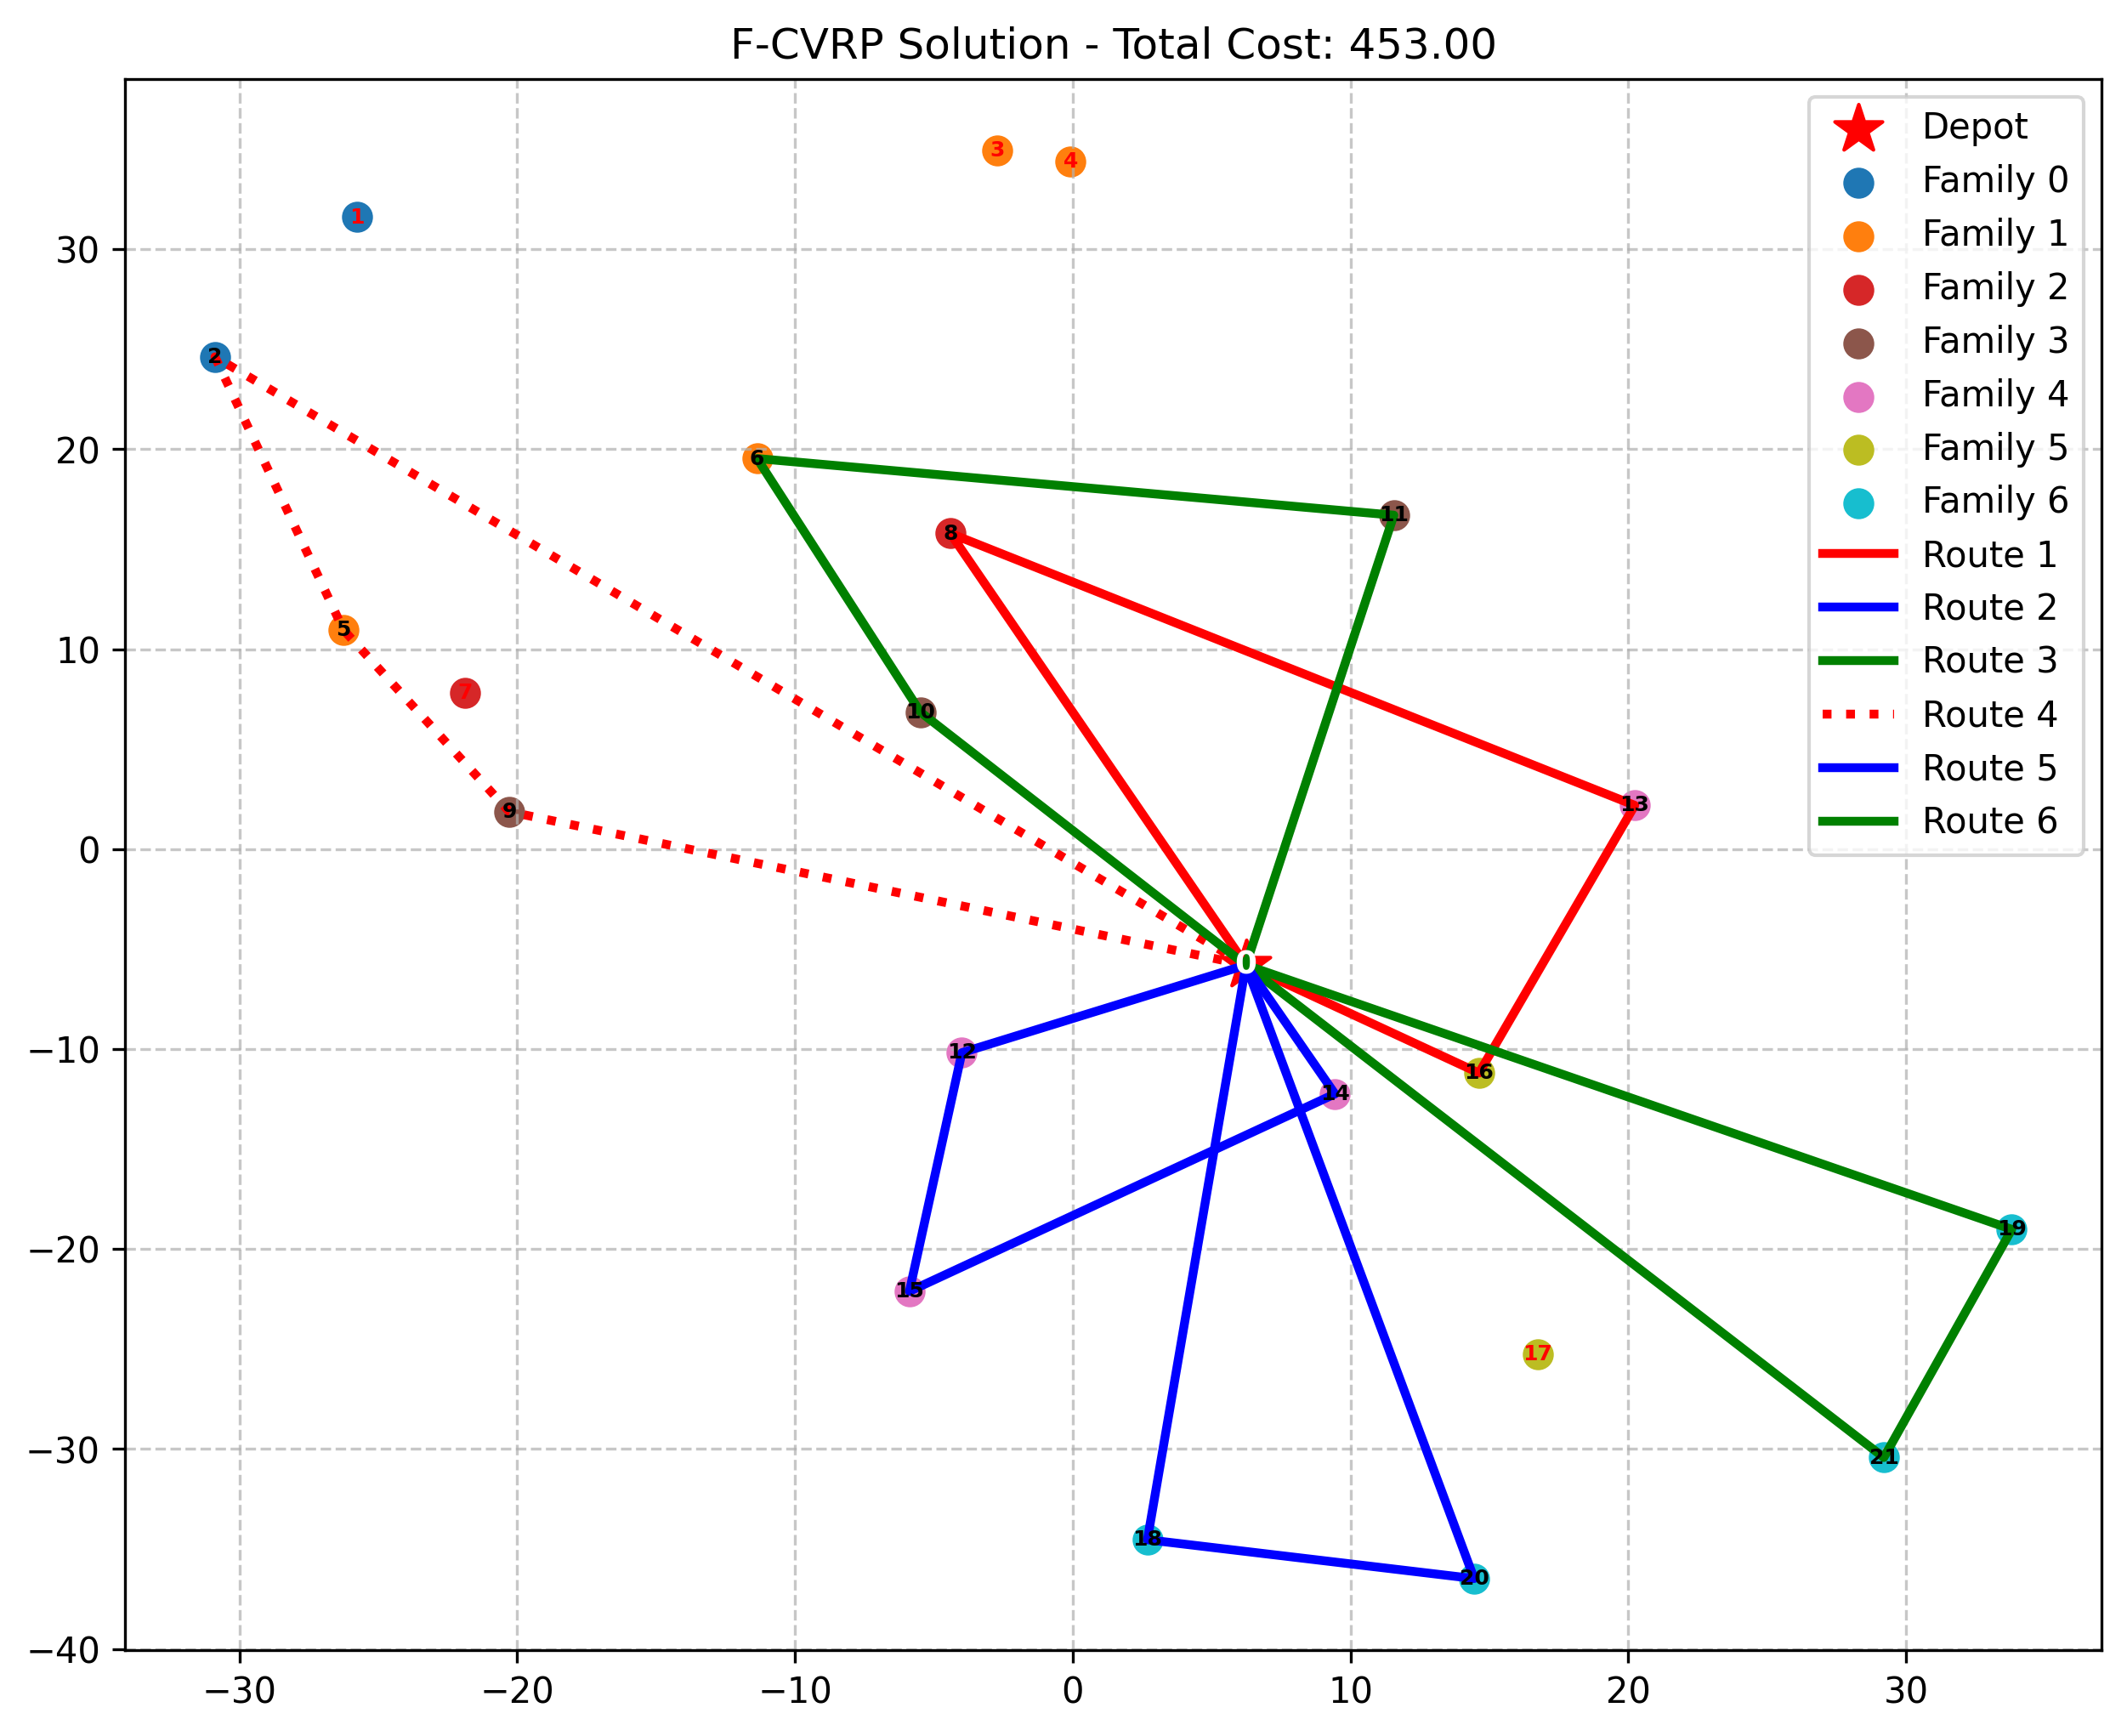 F-CVRP Solution - Total Cost: 453.00
Depot
Family 0
Family 1
Family 2
Family 3
Family 4
Family 5
Family 6
Route 1
Route 2
Route 3
Route 4
Route 5
Route 6
3
4
1
2
6
11
8
5
7
10
9
13
0
12
16
14
19
15
17
21
18
20
30
20
10
0
−10
−20
−30
−40
−30 −20 −10 0 10 20 30